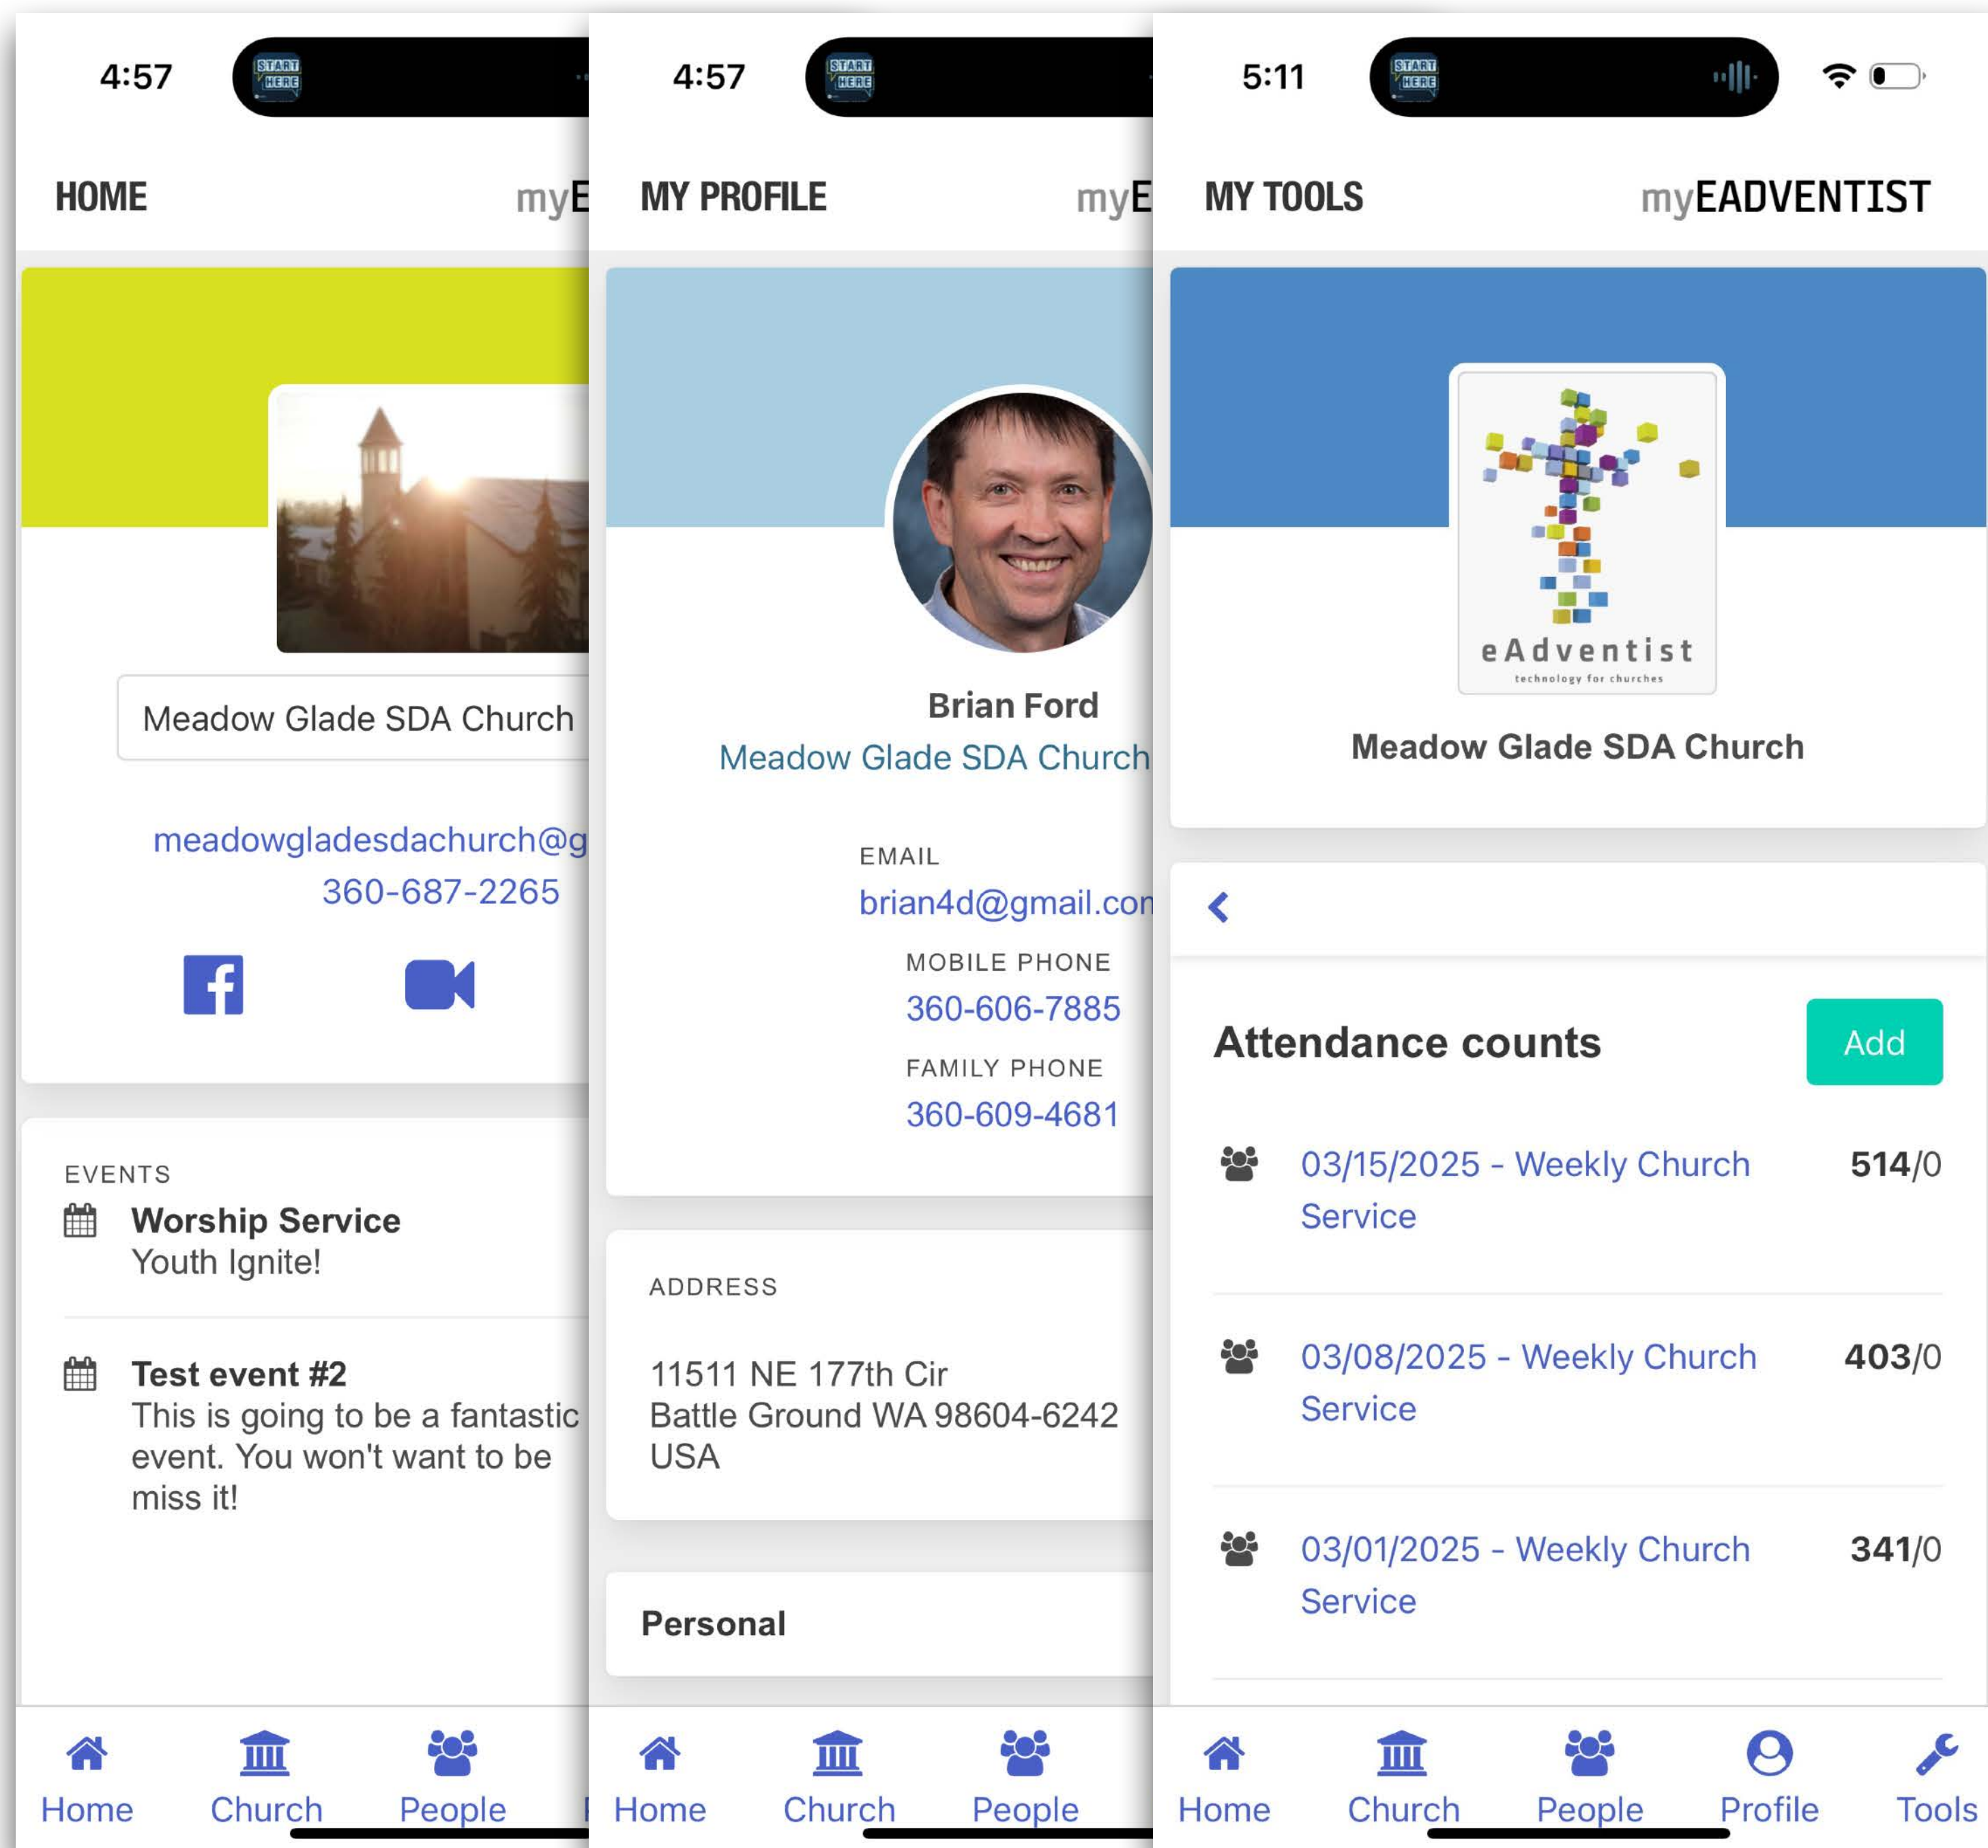 4:57
START
HERE
HOME
myE
Meadow Glade SDA Church
meadowgladesdachurch@g
360-687-2265
EVENTS
Worship Service
Youth Ignite!
Test event #2
This is going to be a fantastic
event. You won't want to be
miss it!
Home
Church
People
4:57
START
HERE
MY PROFILE
myE
Brian Ford
Meadow Glade SDA Church
EMAIL
brian4d@gmail.com
MOBILE PHONE
360-606-7885
FAMILY PHONE
360-609-4681
ADDRESS
11511 NE 177th Cir
Battle Ground WA 98604-6242
USA
Personal
Home
Church
People
5:11
START
HERE
MY TOOLS
myEADVENTIST
eAdventist
technology for churches
Meadow Glade SDA Church
Attendance counts
Add
03/15/2025 - Weekly Church
Service
514/0
03/08/2025 - Weekly Church
Service
403/0
03/01/2025 - Weekly Church
Service
341/0
Home
Church
People
Profile
Tools